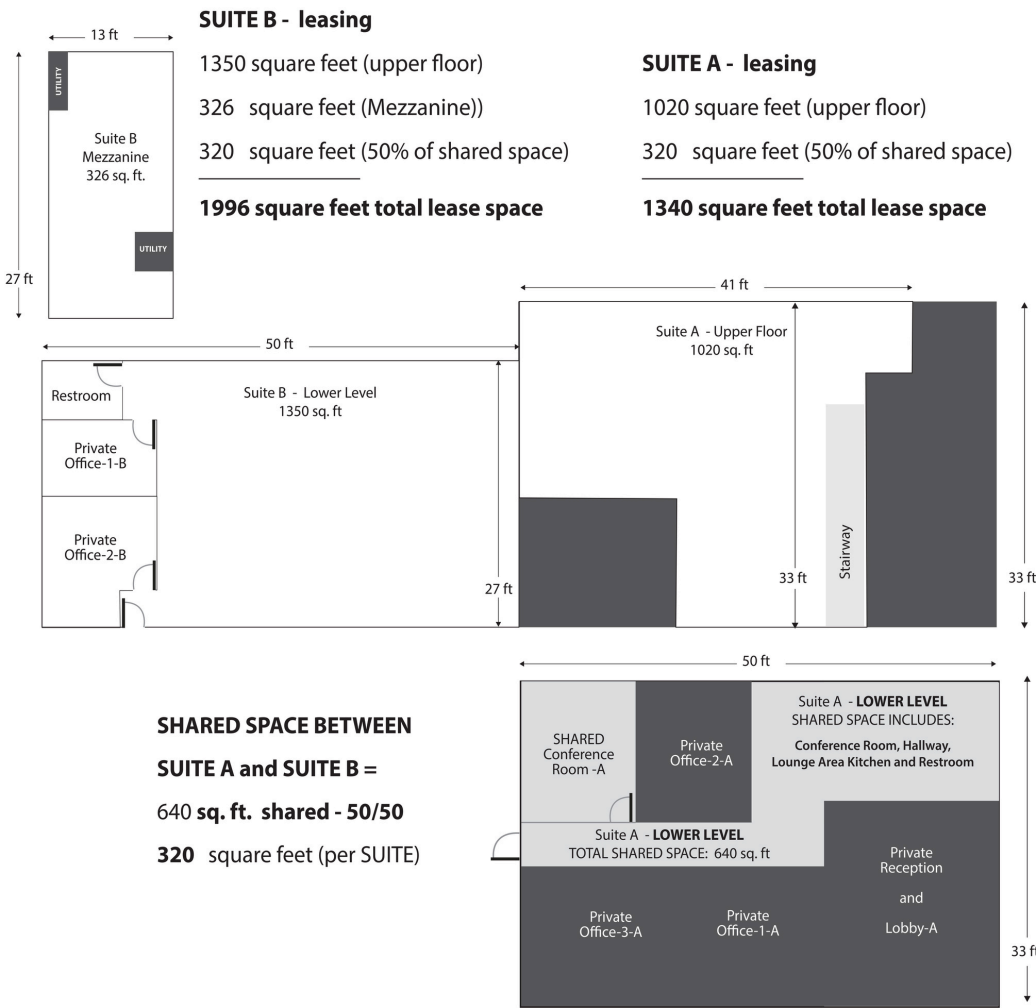 SUITE B - leasing
1350 square feet (upper floor)
326 square feet (Mezzanine))
320 square feet (50% of shared space)
1996 square feet total lease space
SUITE A - leasing
1020 square feet (upper floor)
320 square feet (50% of shared space)
1340 square feet total lease space
13 ft
UTILITY
Suite B
Mezzanine
326 sq. ft.
UTILITY
27 ft
41 ft
50 ft
Suite A - Upper Floor
1020 sq. ft
Restroom
Suite B - Lower Level
1350 sq. ft
Private
Office-1-B
Private
Office-2-B
27 ft
33 ft
Stairway
33 ft
50 ft
SHARED SPACE BETWEEN
SUITE A and SUITE B =
640 sq. ft. shared - 50/50
320 square feet (per SUITE)
SHARED
Conference
Room -A
Private
Office-2-A
Suite A - LOWER LEVEL
SHARED SPACE INCLUDES:
Conference Room, Hallway,
Lounge Area Kitchen and Restroom
Suite A - LOWER LEVEL
TOTAL SHARED SPACE: 640 sq. ft
Private
Reception
and
Lobby-A
Private
Office-3-A
Private
Office-1-A
33 ft